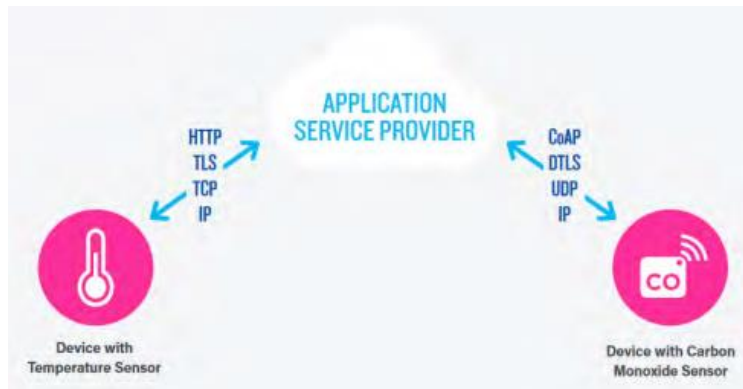 APPLICATION
SERVICE PROVIDER
HTTP
TLS
TCP
IP
CoAP
DTLS
UDP
IP
CO
Device with
Temperature Sensor
Device with Carbon
Monoxide Sensor